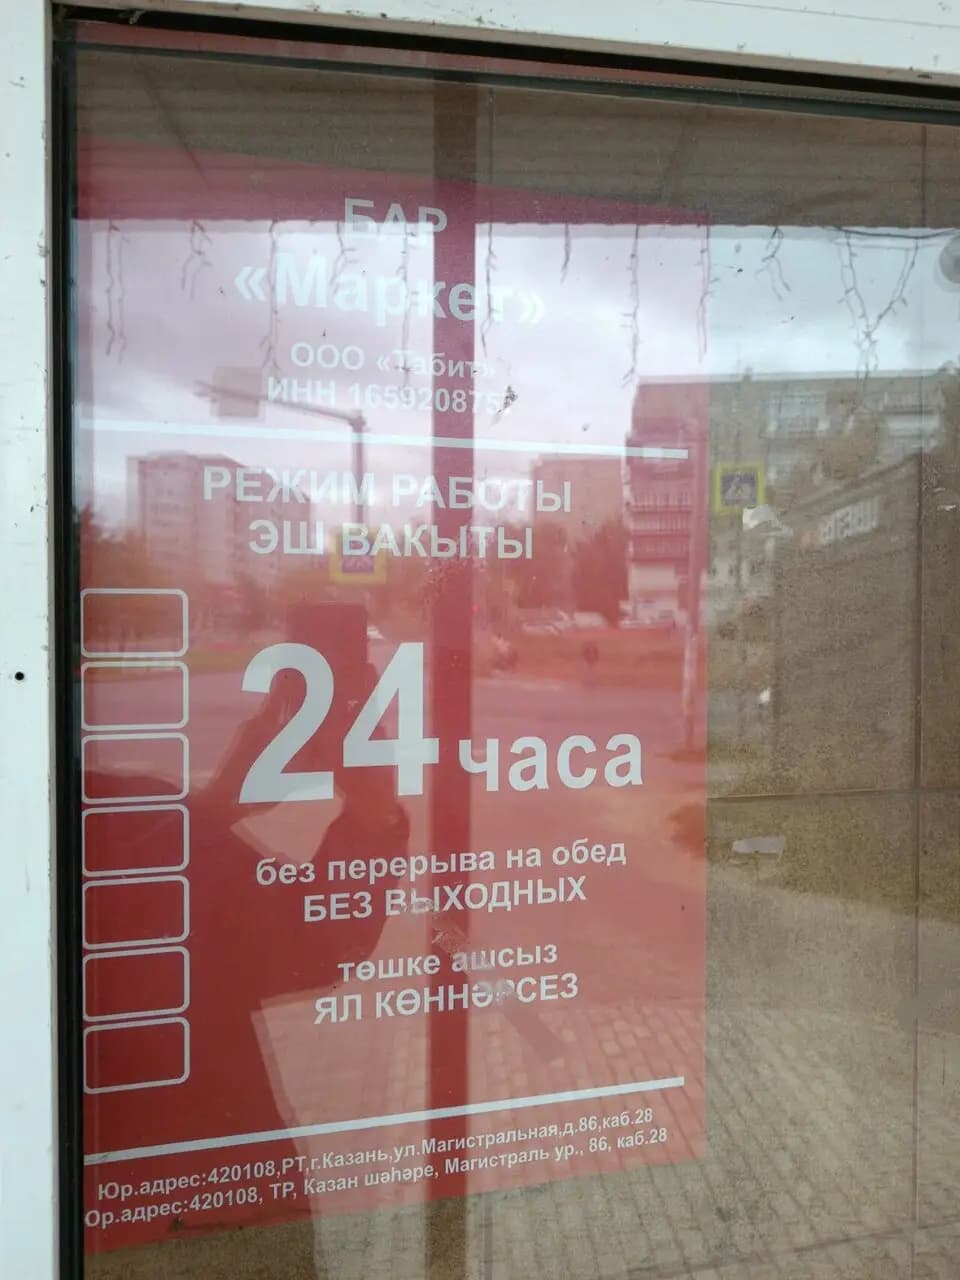 БАР
«Маркет»
ООО «Табит»
ИНН 1659208757
РЕЖИМ РАБОТЫ
ЭШ ВАКЫТЫ
24 часа
без перерыва на обед
БЕЗ ВЫХОДНЫХ
төшке ашсыз
ЯЛ КӨННӘРСЕЗ
Юр.адрес:420108,РТ,г.Казань,ул.Магистральная,д.86,каб.28
Юр.адрес:420108, ТР, Казан шәһәре, Магистраль ур., 86, каб.28